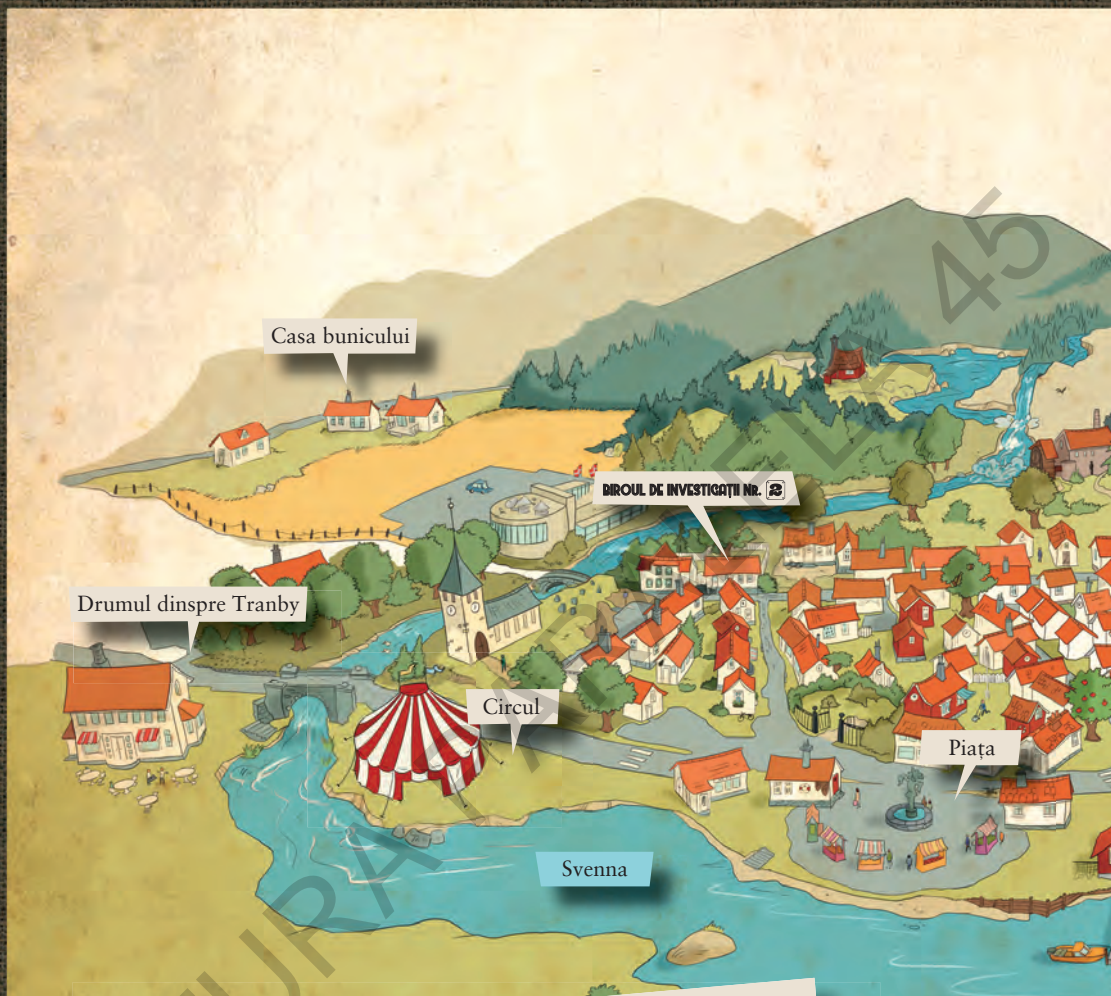 Casa bunicului
BIROUL DE INVESTIGAȚII NR. 2
Drumul dinspre Tranby
Circul
Piața
Svenna